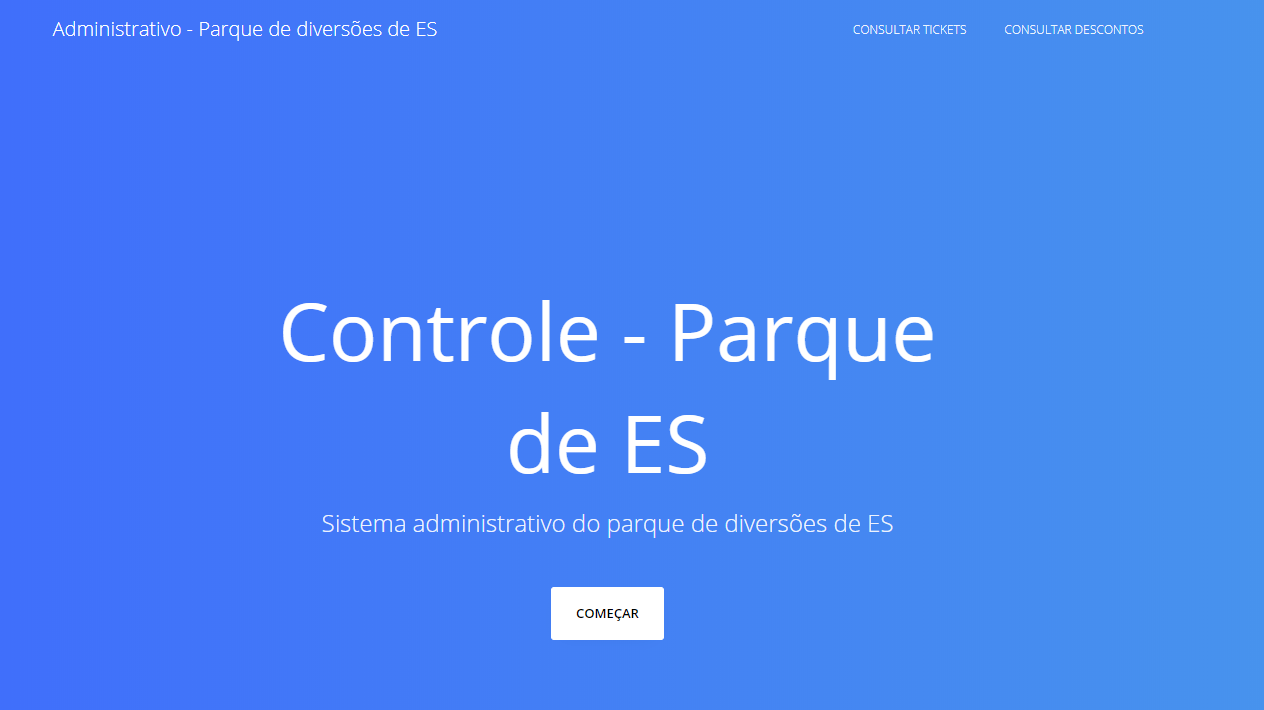 Administrativo - Parque de diversões de ES
CONSULTAR TICKETS
CONSULTAR DESCONTOS
Controle - Parque
de ES
Sistema administrativo do parque de diversões de ES
COMEÇAR